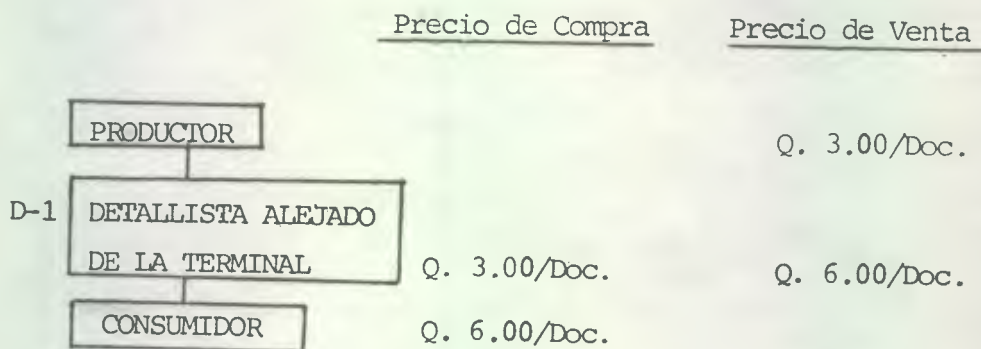 Precio de Compra Precio de Venta
PRODUCTOR Q. 3.00/Doc.
D-1 DETALLISTA ALEJADO
DE LA TERMINAL Q. 3.00/Doc. Q. 6.00/Doc.
CONSUMIDOR Q. 6.00/Doc.